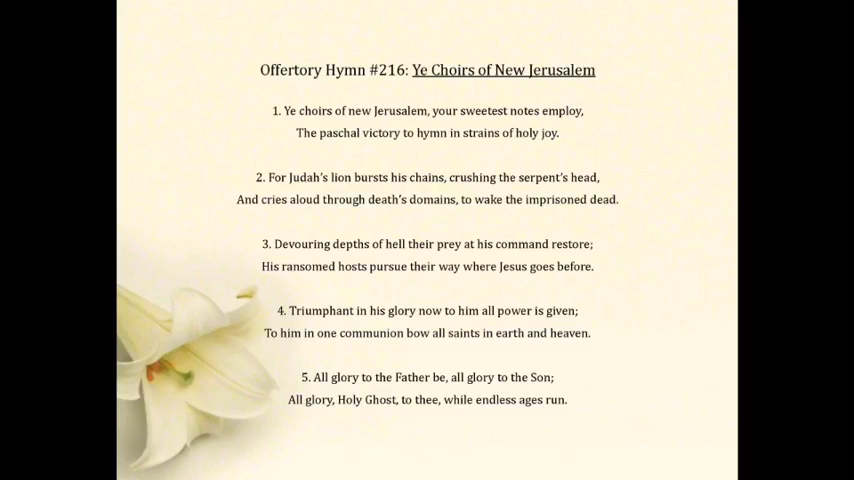 Offertory Hymn #216: Ye Choirs of New Jerusalem
1. Ye choirs of new Jerusalem, your sweetest notes employ,
The paschal victory to hymn in strains of holy joy.
2. For Judah's lion bursts his chains, crushing the serpent's head,
And cries aloud through death's domains, to wake the imprisoned dead.
3. Devouring depths of hell their prey at his command restore;
His ransomed hosts pursue their way where Jesus goes before.
4. Triumphant in his glory now to him all power is given;
To him in one communion bow all saints in earth and heaven.
5. All glory to the Father be, all glory to the Son;
All glory, Holy Ghost, to thee, while endless ages run.